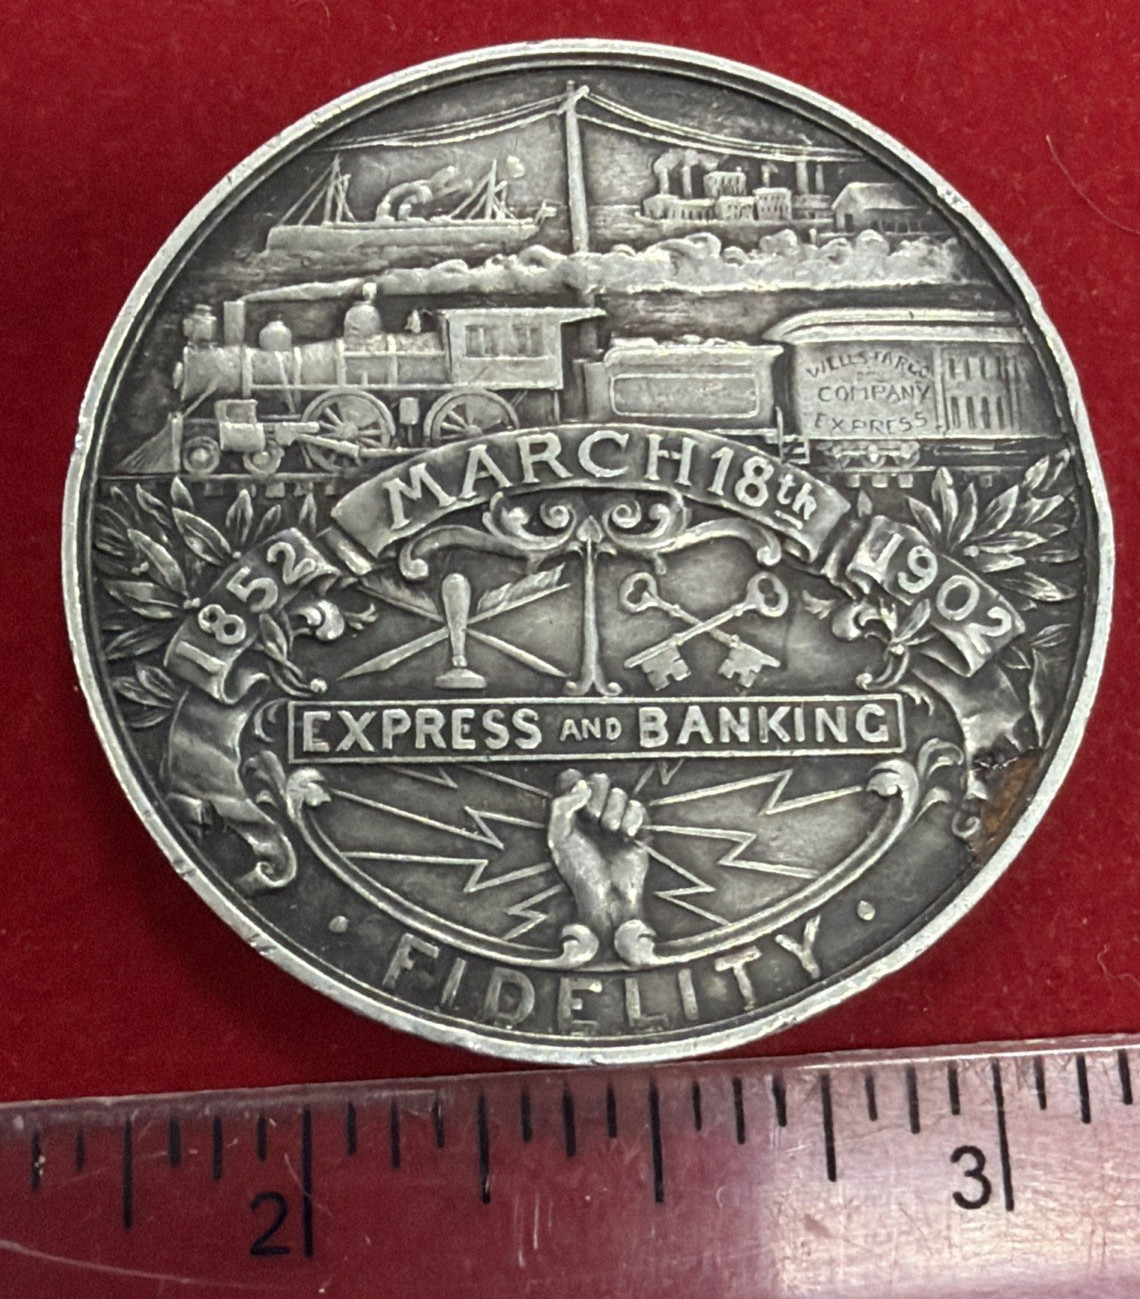 WELLS FARGO
COMPANY
EXPRESS
MARCH 18th
1852
1902
EXPRESS AND BANKING
· FIDELITY ·
2
3